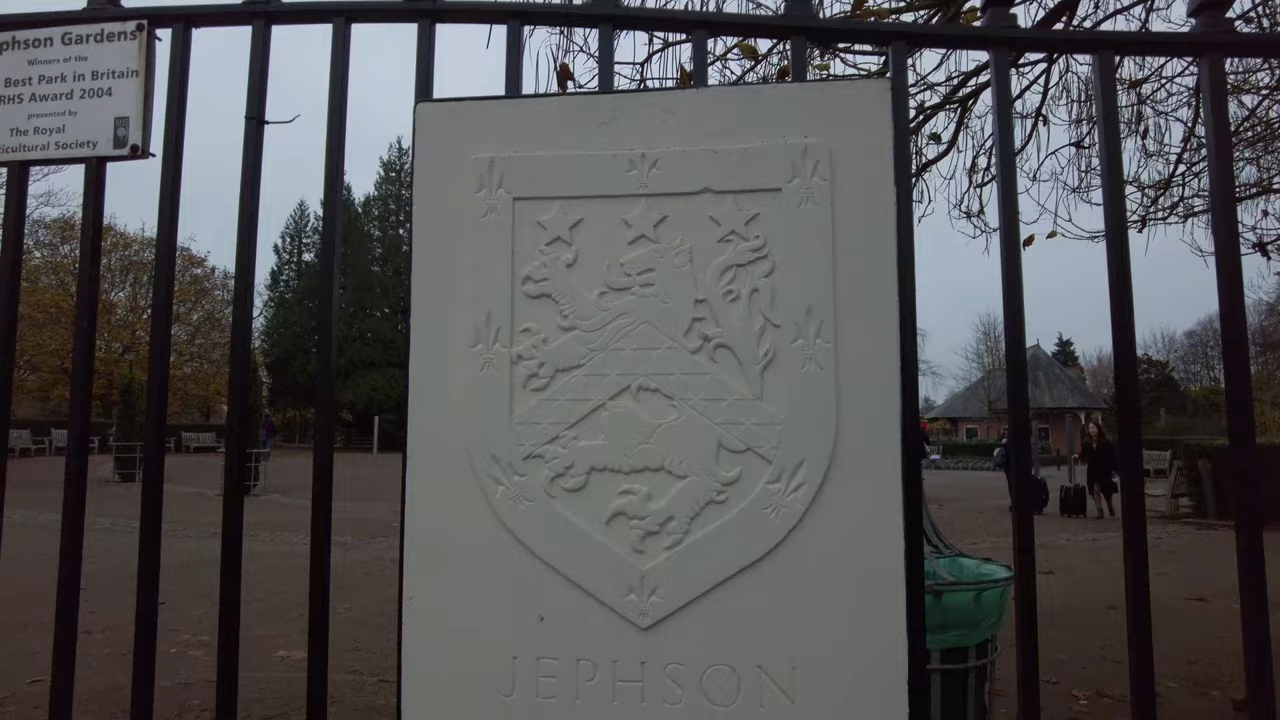 phson Gardens
Winners of the
Best Park in Britain
RHS Award 2004
presented by
The Royal
icultural Society
JEPHSON